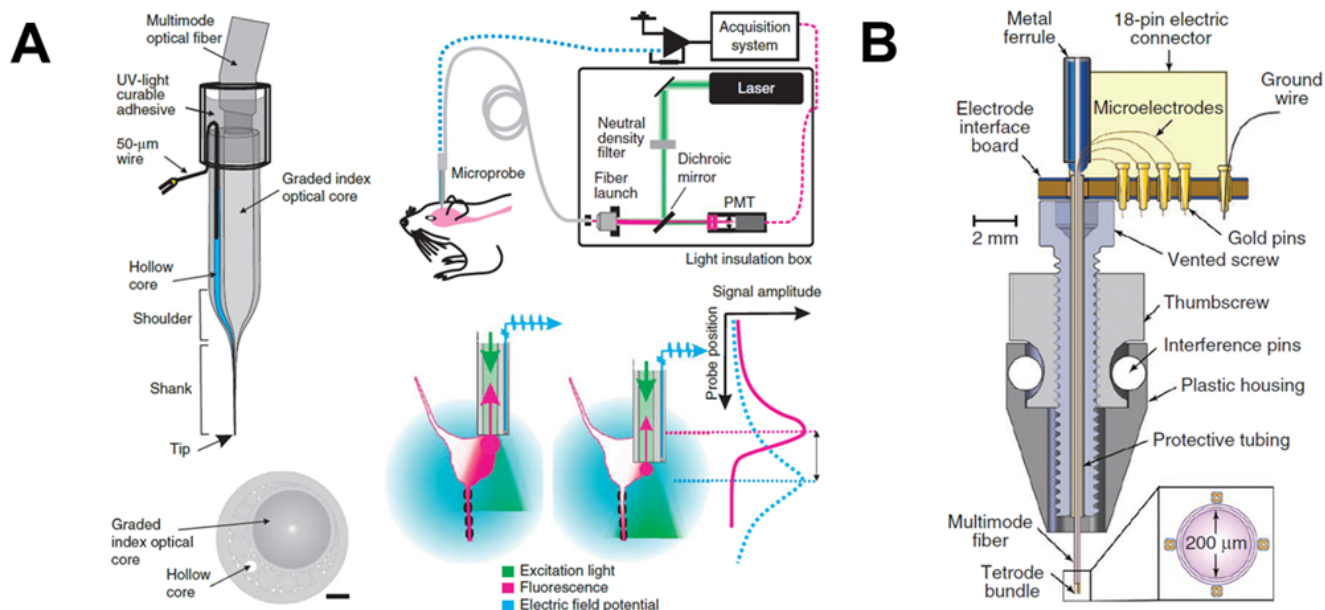 A
Multimode
optical fiber
UV-light
curable
adhesive
50-μm
wire
Graded index
optical core
Hollow
core
Shoulder
Shank
Tip
Graded
index optical
core
Hollow
core
Acquisition
system
Laser
Neutral
density
filter
Dichroic
mirror
Fiber
launch
PMT
Microprobe
Light insulation box
Signal amplitude
Probe position
Excitation light
Fluorescence
Electric field potential
B
Metal
ferrule
18-pin electric
connector
Ground
wire
Microelectrodes
Electrode
interface
board
2 mm
Gold pins
Vented screw
Thumbscrew
Interference pins
Plastic housing
Protective tubing
Multimode
fiber
200 μm
Tetrode
bundle